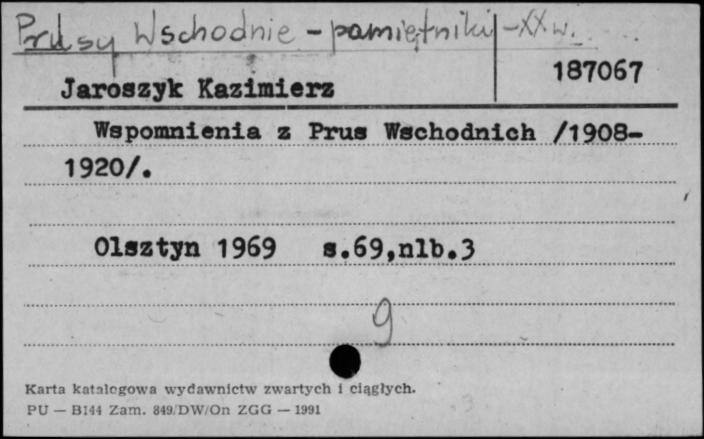 Prusy Wschodnie - pamiętniki - XX w.
187067
Jaroszyk Kazimierz
Wspomnienia z Prus Wschodnich /1908-
1920/.
Olsztyn 1969 s.69,nlb.3
9
Karta katalogowa wydawnictw zwartych i ciągłych.
PU — B144 Zam. 849/DW/On ZGG — 1991